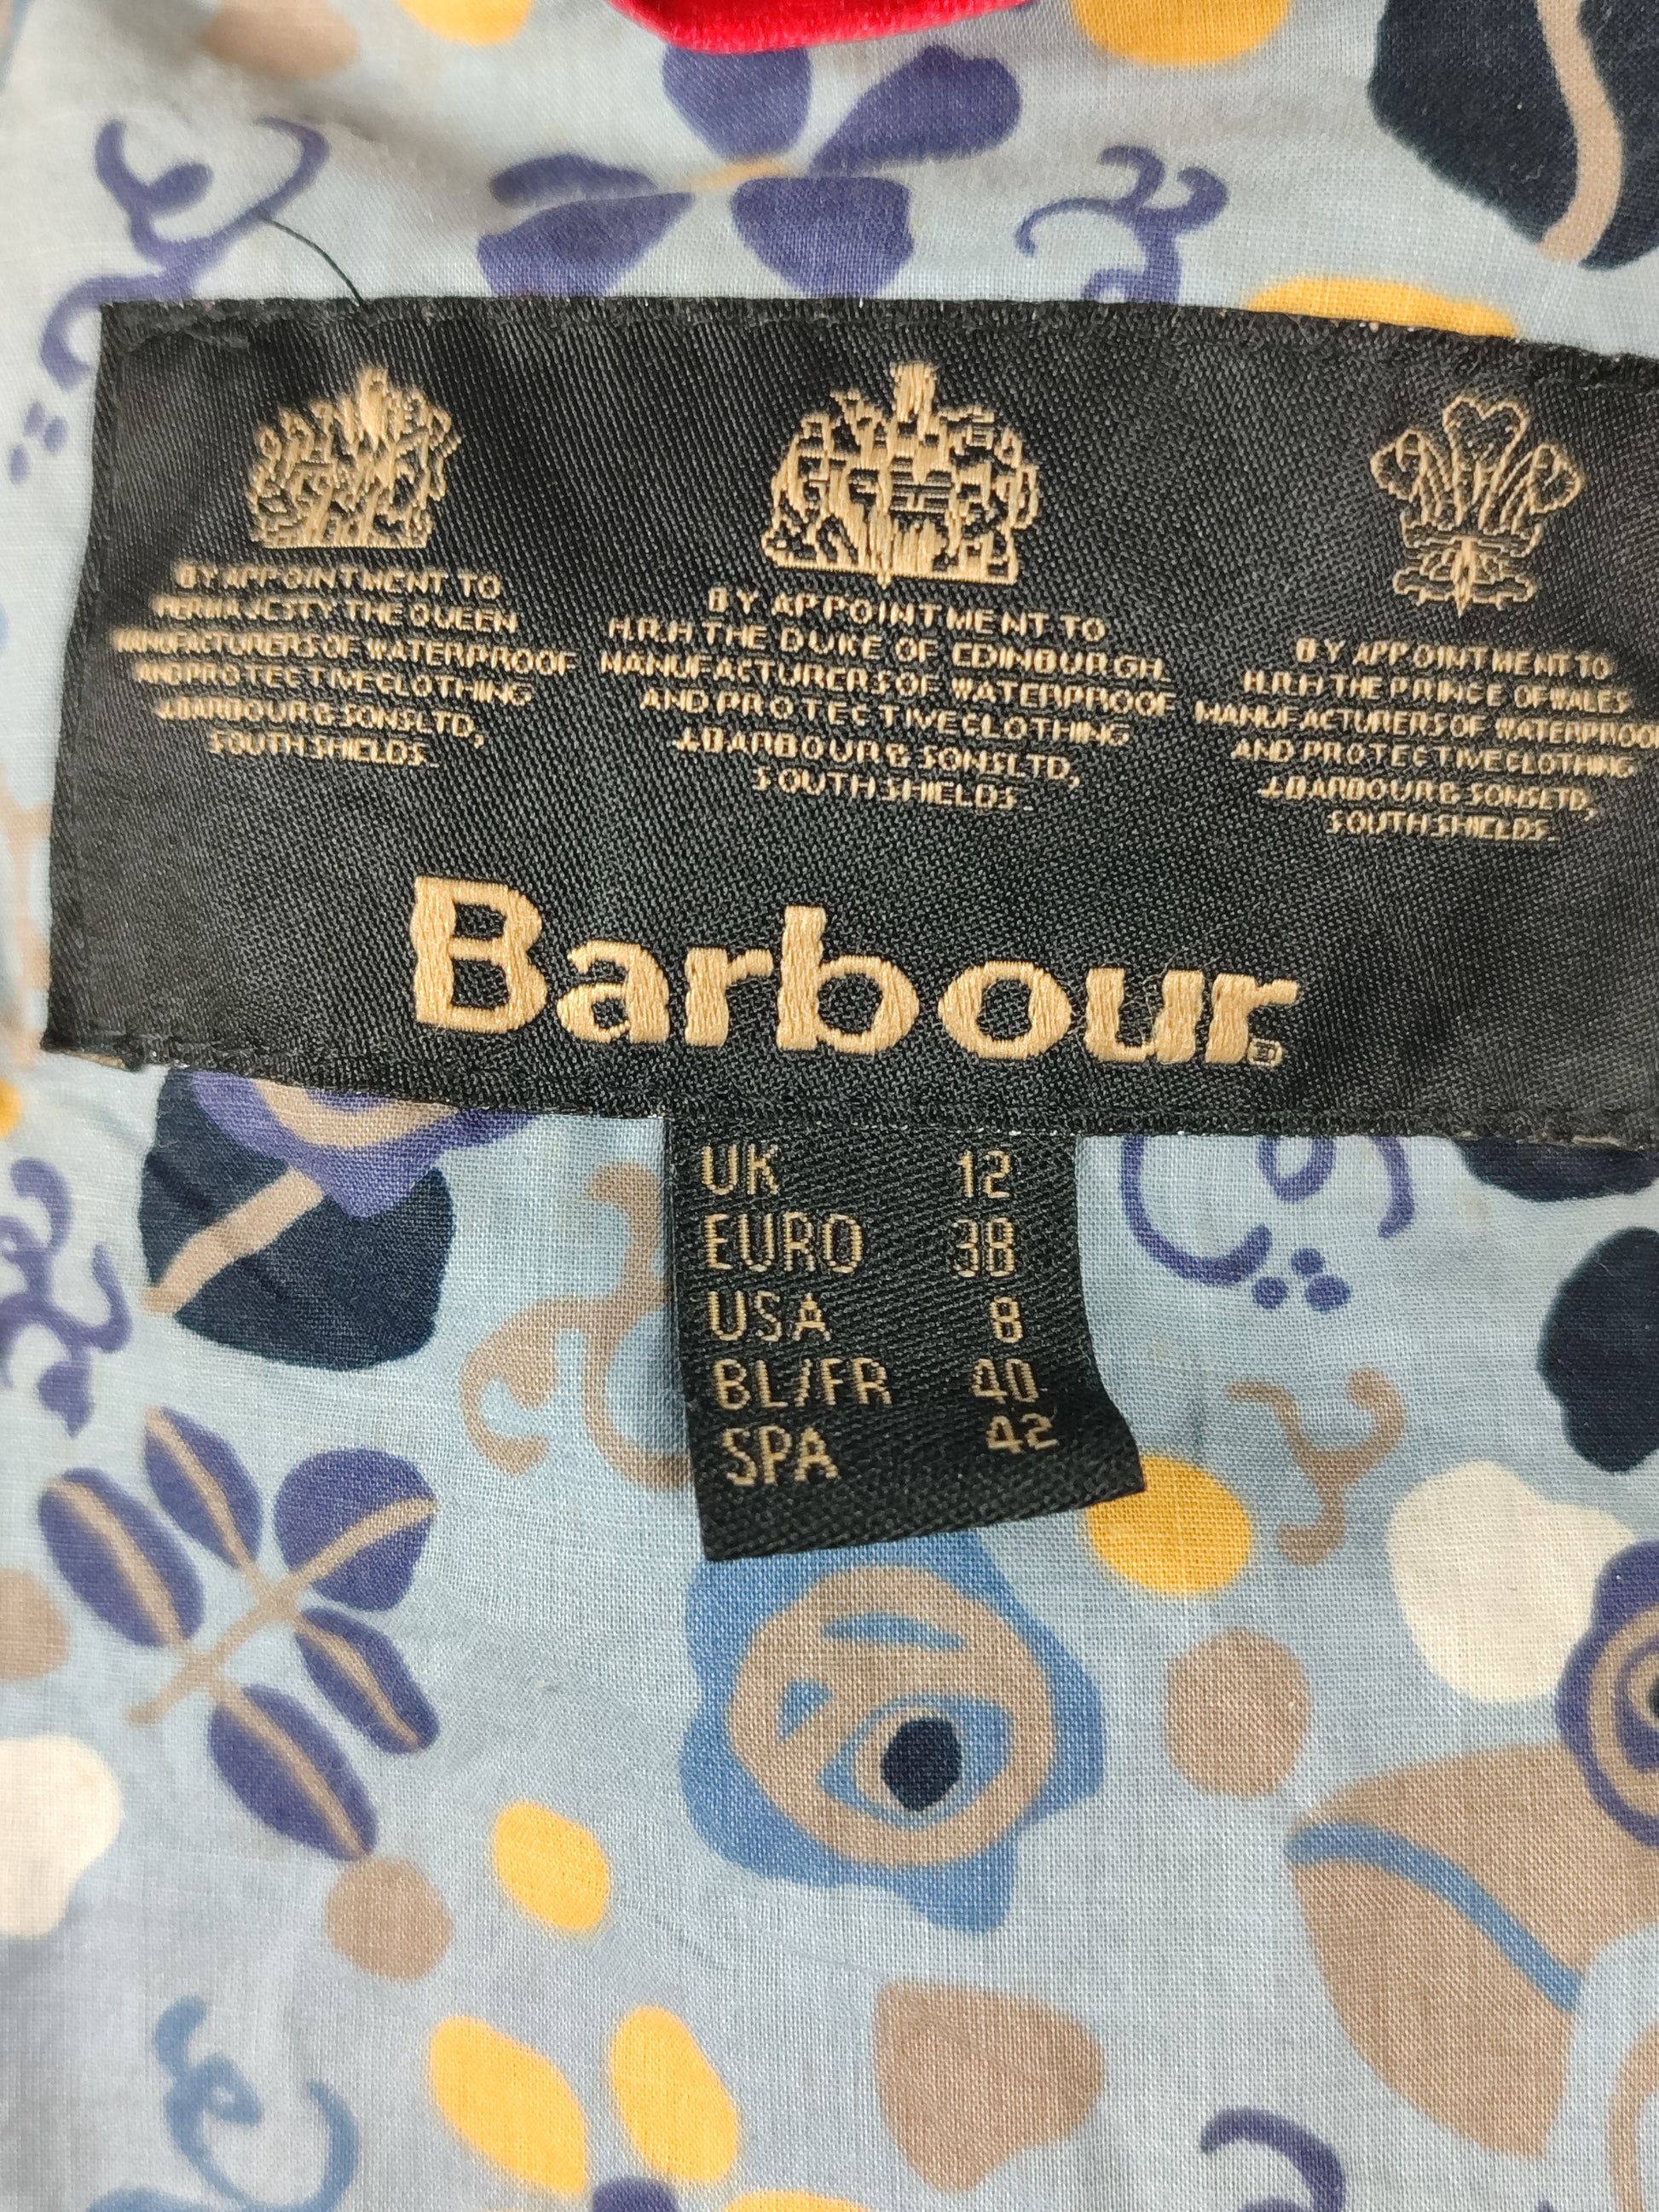 BY APPOINTMENT TO
HER MAJESTY THE QUEEN
MANUFACTURERS OF WATERPROOF
AND PROTECTIVE CLOTHING
J.BARBOUR & SONS LTD,
SOUTH SHIELDS.
BY APPOINTMENT TO
H.R.H THE DUKE OF EDINBURGH
MANUFACTURERS OF WATERPROOF
AND PROTECTIVE CLOTHING
J.BARBOUR & SONS LTD,
SOUTH SHIELDS.
BY APPOINTMENT TO
H.R.H THE PRINCE OF WALES
MANUFACTURERS OF WATERPROOF
AND PROTECTIVE CLOTHING
J.BARBOUR & SONS LTD,
SOUTH SHIELDS.
Barbour®
UK 12
EURO 38
USA 8
BL/FR 40
SPA 42